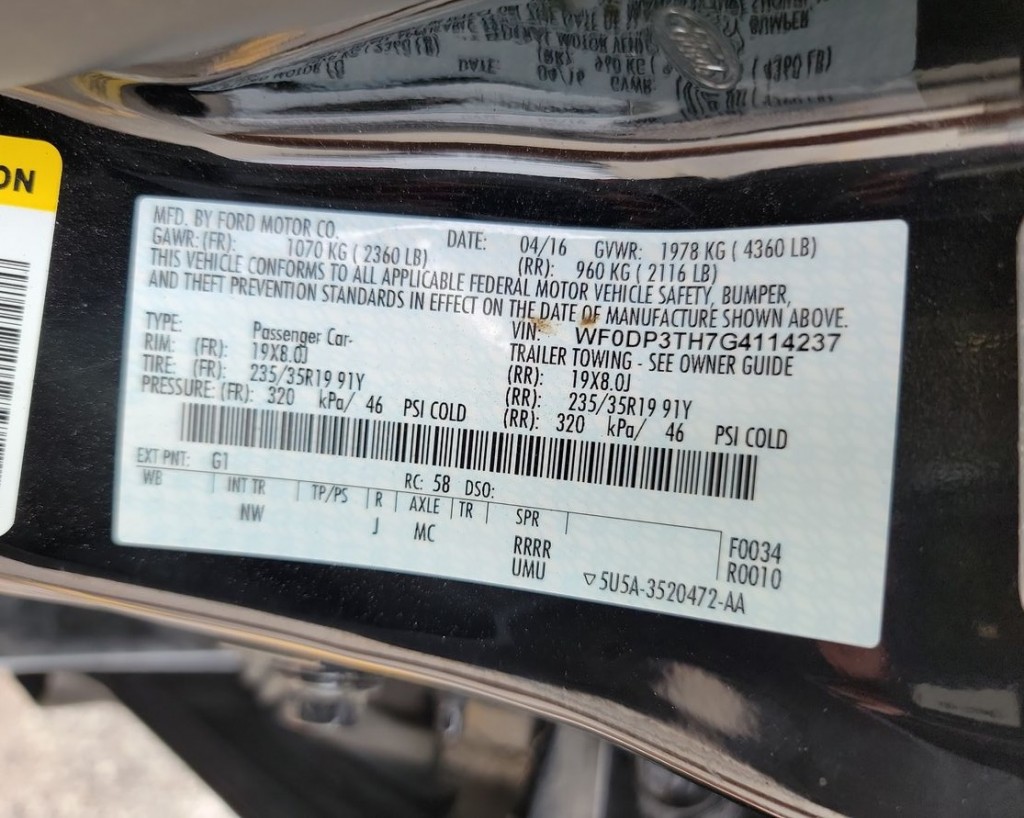 ON
MFD. BY FORD MOTOR CO. DATE: 04/16 GVWR: 1978 KG ( 4360 LB)
GAWR: (FR): 1070 KG ( 2360 LB) (RR): 960 KG ( 2116 LB)
THIS VEHICLE CONFORMS TO ALL APPLICABLE FEDERAL MOTOR VEHICLE SAFETY, BUMPER,
AND THEFT PREVENTION STANDARDS IN EFFECT ON THE DATE OF MANUFACTURE SHOWN ABOVE.
VIN: WF0DP3TH7G4114237
TYPE: Passenger Car- TRAILER TOWING - SEE OWNER GUIDE
RIM: (FR): 19X8.0J (RR): 19X8.0J
TIRE: (FR): 235/35R19 91Y (RR): 235/35R19 91Y
PRESSURE: (FR): 320 kPa/ 46 PSI COLD (RR): 320 kPa/ 46 PSI COLD
EXT PNT: G1 RC: 58 DSO:
WB INT TR TP/PS R AXLE TR SPR
NW J MC RRRR F0034
UMU R0010
▽5U5A-3520472-AA